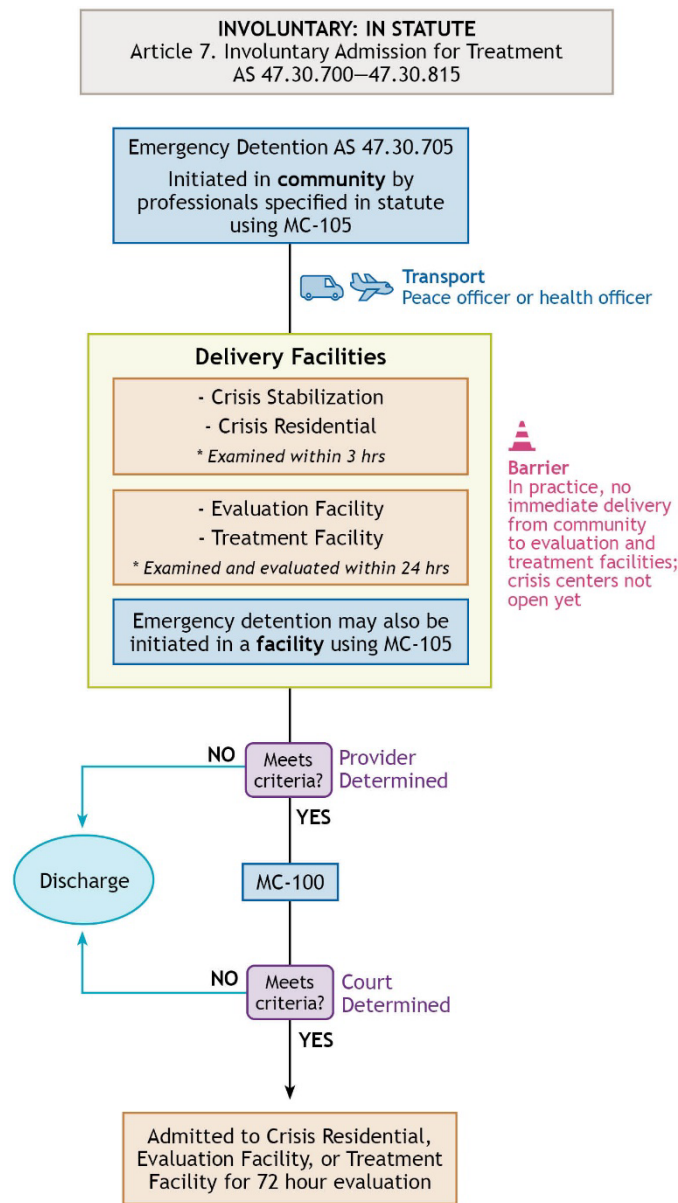 INVOLUNTARY: IN STATUTE
Article 7. Involuntary Admission for Treatment
AS 47.30.700—47.30.815
Emergency Detention AS 47.30.705
Initiated in community by
professionals specified in statute
using MC-105
Transport
Peace officer or health officer
Delivery Facilities
- Crisis Stabilization
- Crisis Residential
* Examined within 3 hrs
- Evaluation Facility
- Treatment Facility
* Examined and evaluated within 24 hrs
Emergency detention may also be
initiated in a facility using MC-105
Barrier
In practice, no
immediate delivery
from community
to evaluation and
treatment facilities;
crisis centers not
open yet
NO
Meets
criteria?
Provider
Determined
YES
Discharge
MC-100
NO
Meets
criteria?
Court
Determined
YES
Admitted to Crisis Residential,
Evaluation Facility, or Treatment
Facility for 72 hour evaluation